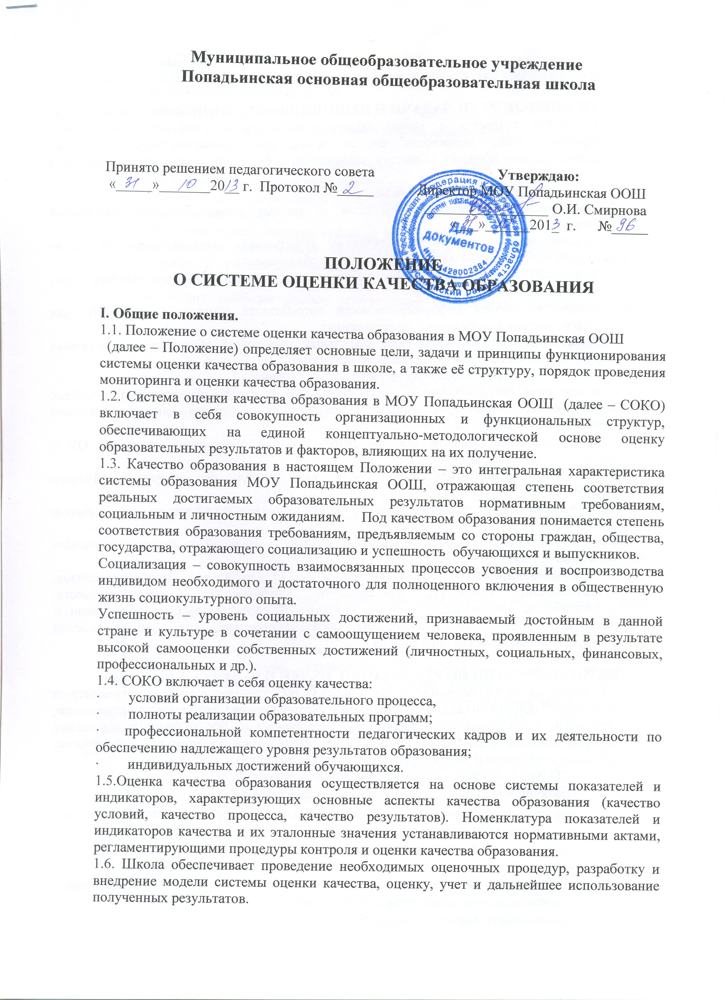 Муниципальное общеобразовательное учреждение
Попадьинская основная общеобразовательная школа
Принято решением педагогического совета
« 31 » 10 2013 г. Протокол № 2
Утверждаю:
Директор МОУ Попадьинская ООШ
О.И. Смирнова
« 31 » 10 2013 г. № 96
Для
документов
ИНН 4426002384
ПОЛОЖЕНИЕ
О СИСТЕМЕ ОЦЕНКИ КАЧЕСТВА ОБРАЗОВАНИЯ
I. Общие положения.
1.1. Положение о системе оценки качества образования в МОУ Попадьинская ООШ
(далее – Положение) определяет основные цели, задачи и принципы функционирования
системы оценки качества образования в школе, а также её структуру, порядок проведения
мониторинга и оценки качества образования.
1.2. Система оценки качества образования в МОУ Попадьинская ООШ (далее – СОКО)
включает в себя совокупность организационных и функциональных структур,
обеспечивающих на единой концептуально-методологической основе оценку
образовательных результатов и факторов, влияющих на их получение.
1.3. Качество образования в настоящем Положении – это интегральная характеристика
системы образования МОУ Попадьинская ООШ, отражающая степень соответствия
реальных достигаемых образовательных результатов нормативным требованиям,
социальным и личностным ожиданиям. Под качеством образования понимается степень
соответствия образования требованиям, предъявляемым со стороны граждан, общества,
государства, отражающего социализацию и успешность обучающихся и выпускников.
Социализация – совокупность взаимосвязанных процессов усвоения и воспроизводства
индивидом необходимого и достаточного для полноценного включения в общественную
жизнь социокультурного опыта.
Успешность – уровень социальных достижений, признаваемый достойным в данной
стране и культуре в сочетании с самоощущением человека, проявленным в результате
высокой самооценки собственных достижений (личностных, социальных, финансовых,
профессиональных и др.).
1.4. СОКО включает в себя оценку качества:
· условий организации образовательного процесса,
· полноты реализации образовательных программ;
· профессиональной компетентности педагогических кадров и их деятельности по
обеспечению надлежащего уровня результатов образования;
· индивидуальных достижений обучающихся.
1.5.Оценка качества образования осуществляется на основе системы показателей и
индикаторов, характеризующих основные аспекты качества образования (качество
условий, качество процесса, качество результатов). Номенклатура показателей и
индикаторов качества и их эталонные значения устанавливаются нормативными актами,
регламентирующими процедуры контроля и оценки качества образования.
1.6. Школа обеспечивает проведение необходимых оценочных процедур, разработку и
внедрение модели системы оценки качества, оценку, учет и дальнейшее использование
полученных результатов.